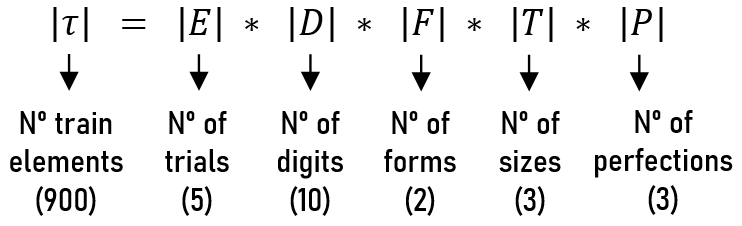 |τ| = |E| * |D| * |F| * |T| * |P|
Nº train Nº of Nº of Nº of Nº of Nº of
elements trials digits forms sizes perfections
(900) (5) (10) (2) (3) (3)